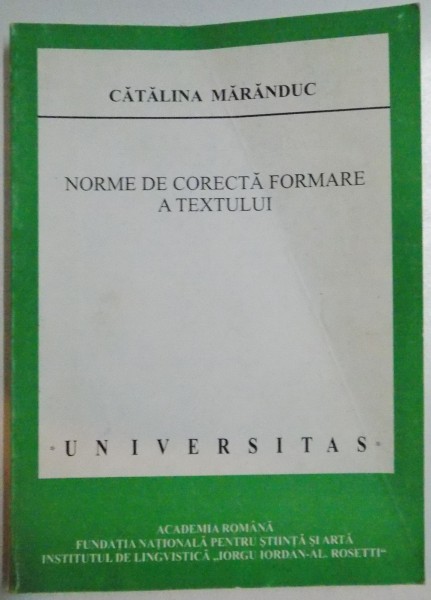 CĂTĂLINA MĂRĂNDUC
NORME DE CORECTĂ FORMARE
A TEXTULUI
· UNIVERSITAS ·
ACADEMIA ROMÂNĂ
FUNDAȚIA NAȚIONALĂ PENTRU ȘTIINȚĂ ȘI ARTĂ
INSTITUTUL DE LINGVISTICĂ „IORGU IORDAN-AL. ROSETTI“